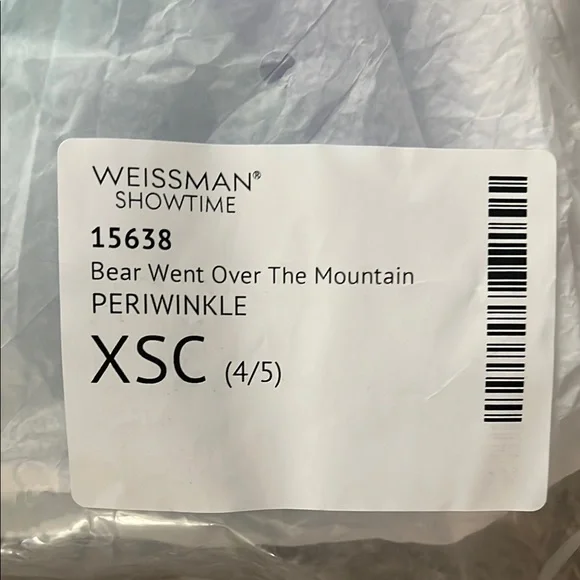 WEISSMAN®
SHOWTIME
15638
Bear Went Over The Mountain
PERIWINKLE
XSC (4/5)